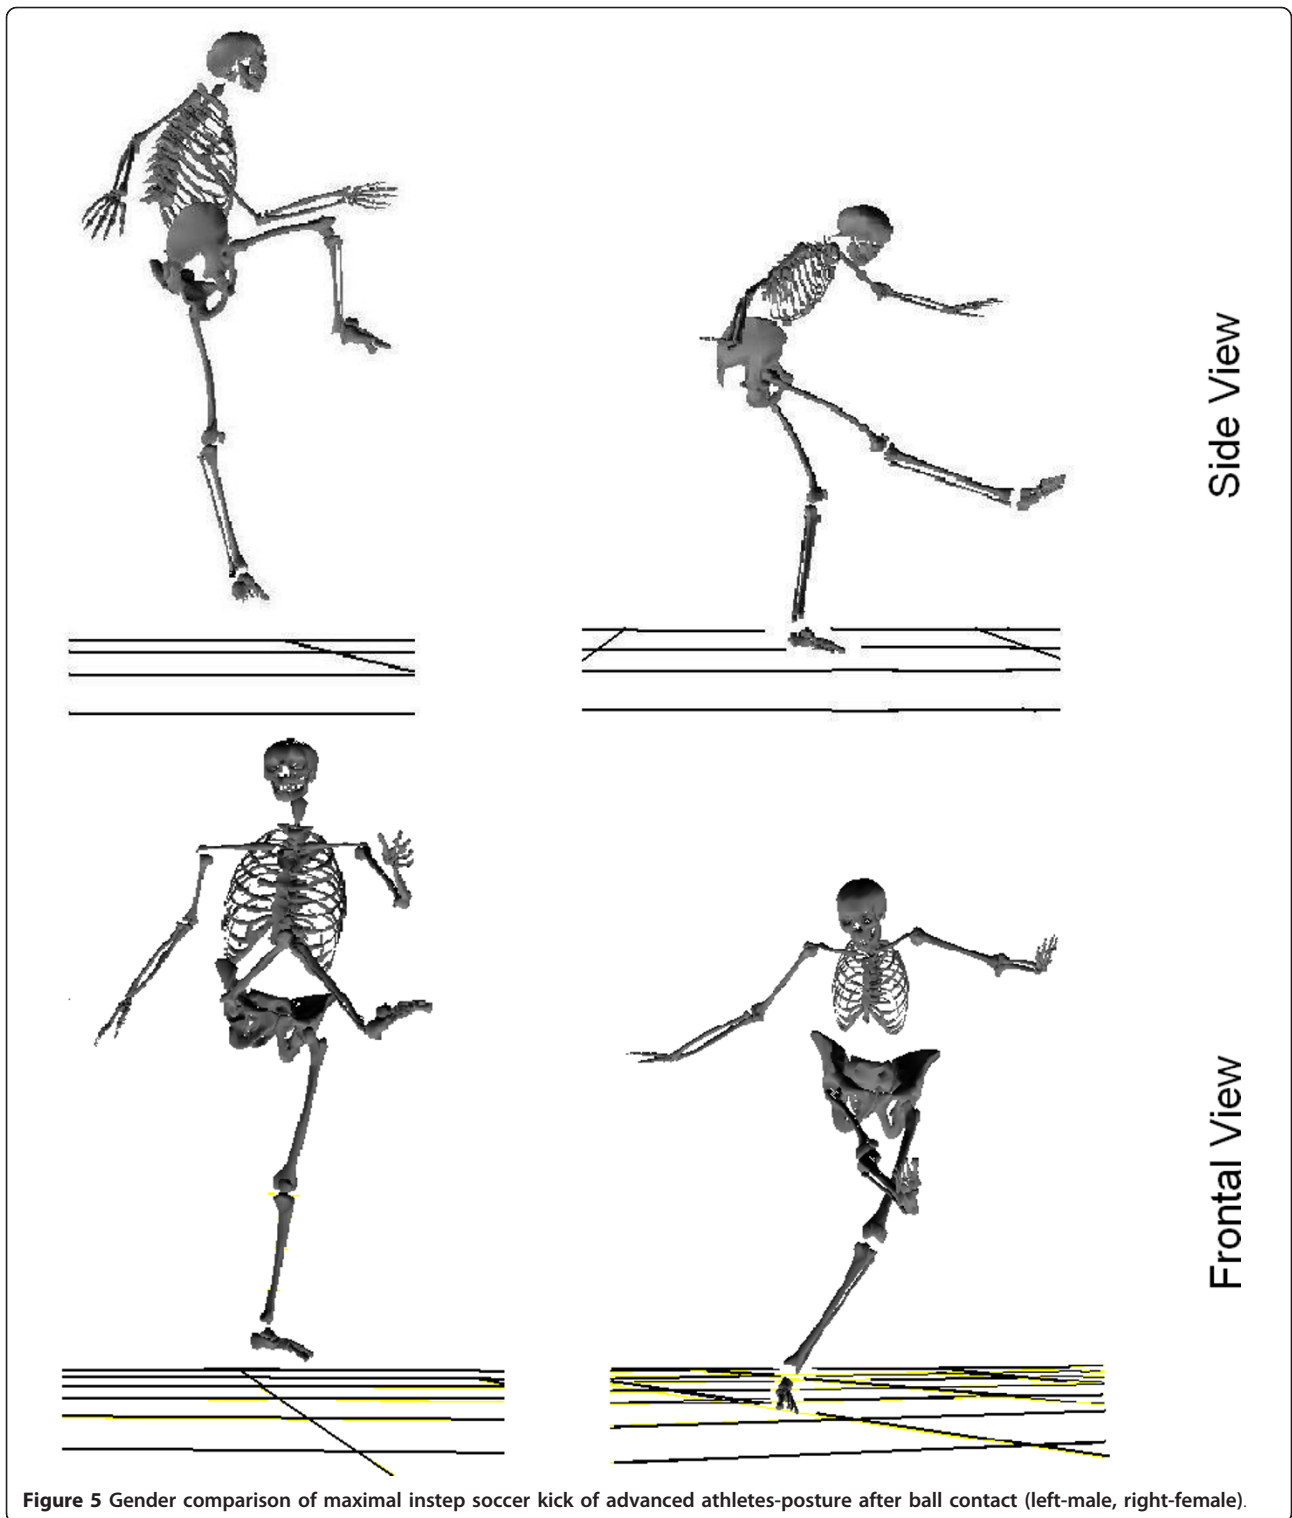 Side View
Frontal View
Figure 5 Gender comparison of maximal instep soccer kick of advanced athletes-posture after ball contact (left-male, right-female).